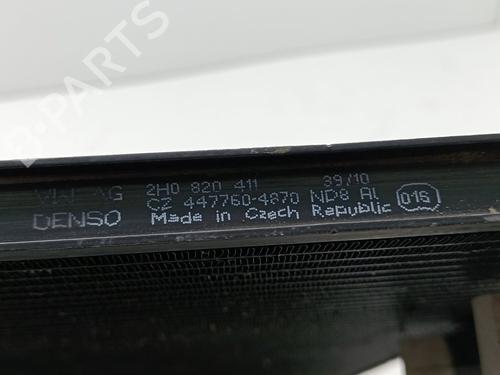 B-Parts
VW AG 2H0 820 411 39/10
DENSO CZ 447760-4870 ND8 AL 016
Made in Czech Republic